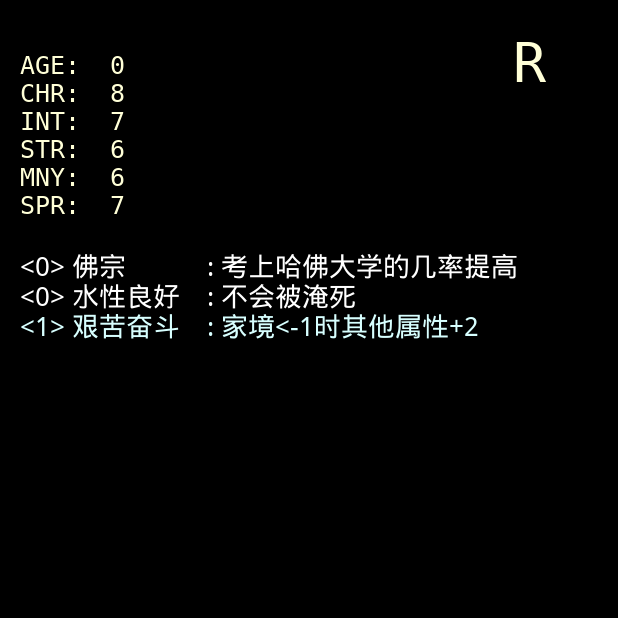 R
AGE: 0
CHR: 8
INT: 7
STR: 6
MNY: 6
SPR: 7
<0> 佛宗 : 考上哈佛大学的几率提高
<0> 水性良好 : 不会被淹死
<1> 艰苦奋斗 : 家境<-1时其他属性+2